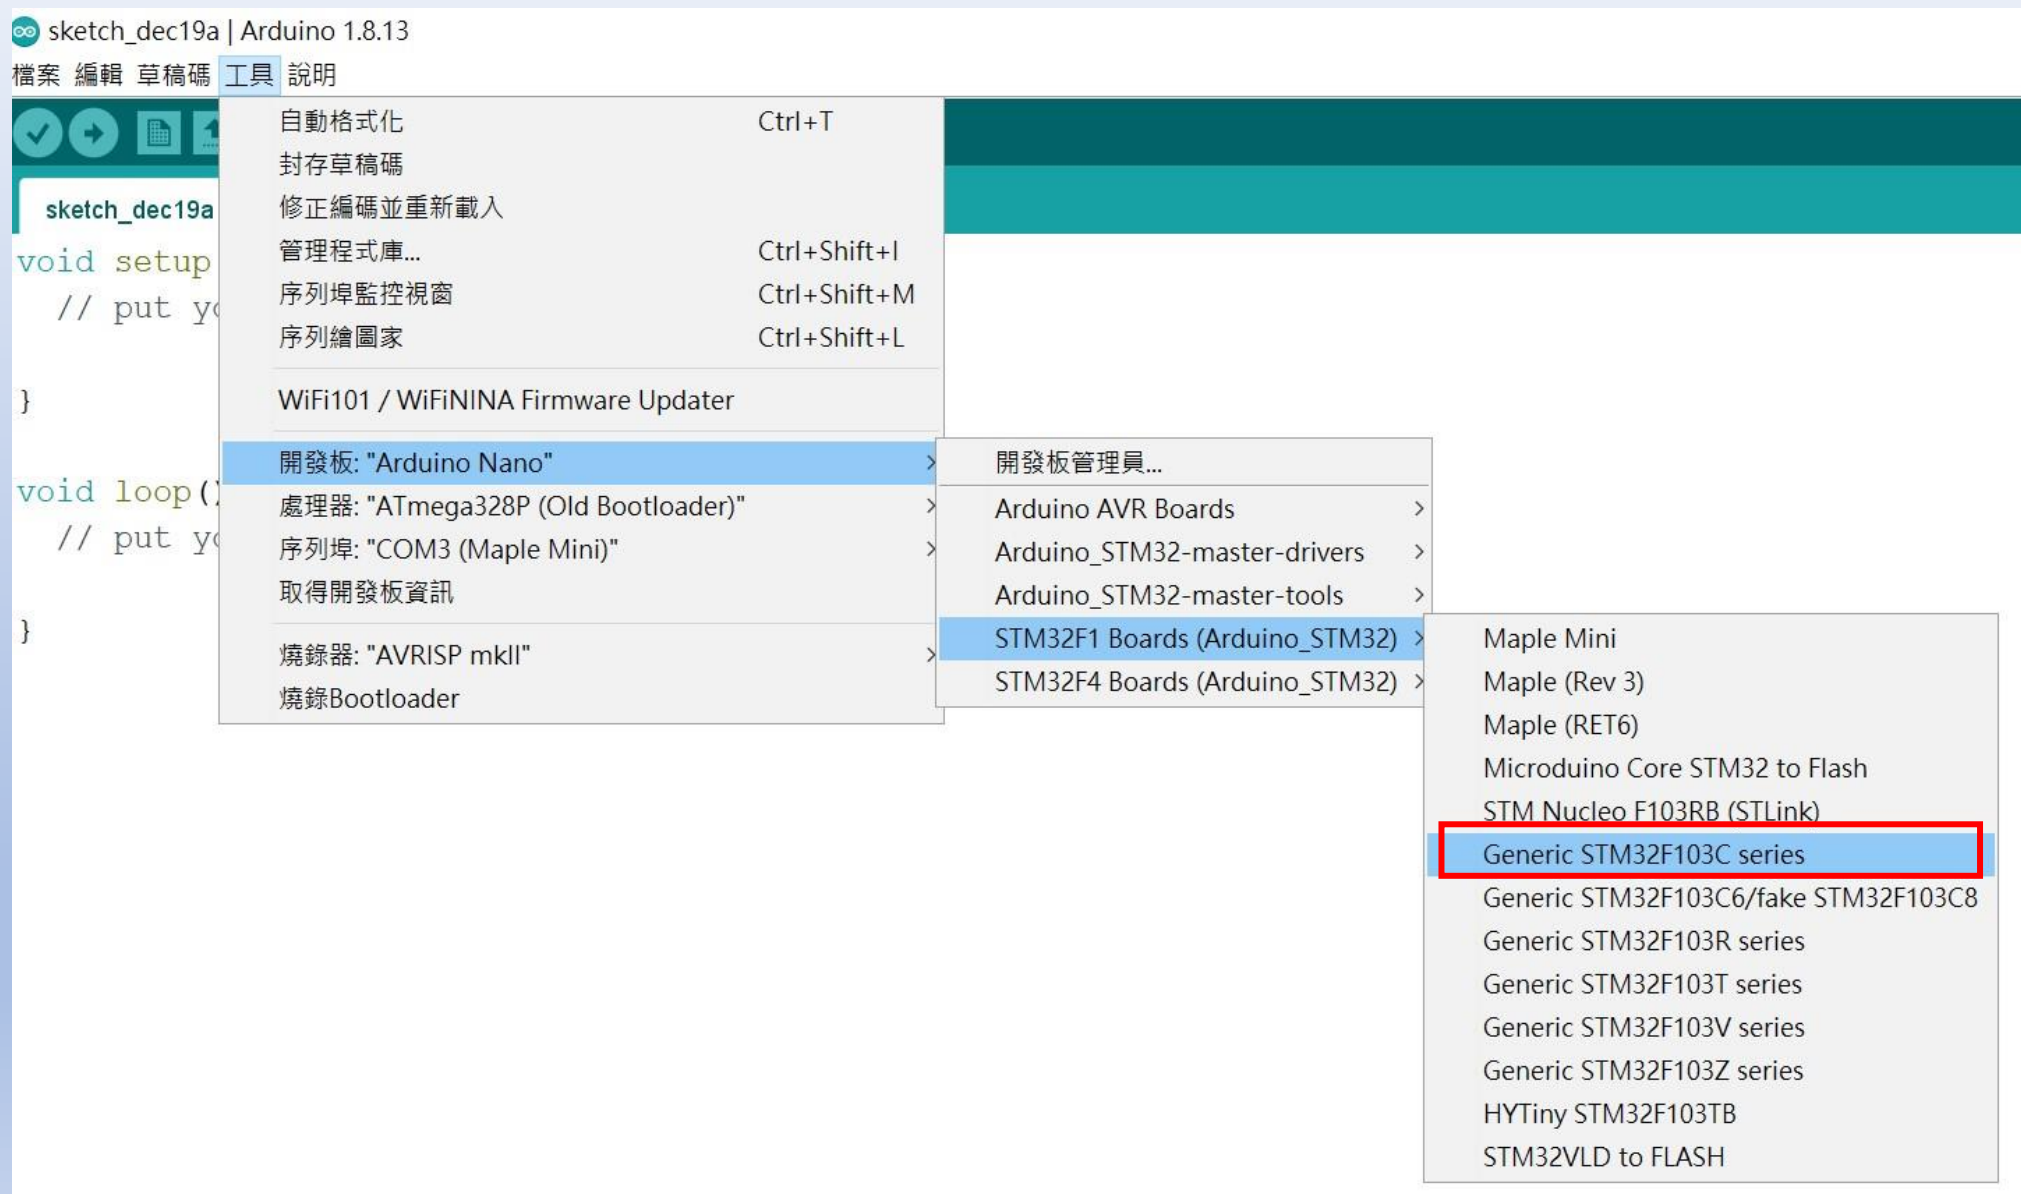 sketch_dec19a | Arduino 1.8.13
檔案 編輯 草稿碼 工具 說明
自動格式化 Ctrl+T
封存草稿碼
修正編碼並重新載入
管理程式庫... Ctrl+Shift+I
序列埠監控視窗 Ctrl+Shift+M
序列繪圖家 Ctrl+Shift+L
WiFi101 / WiFiNINA Firmware Updater
開發板: "Arduino Nano"
處理器: "ATmega328P (Old Bootloader)"
序列埠: "COM3 (Maple Mini)"
取得開發板資訊
燒錄器: "AVRISP mkII"
燒錄Bootloader
sketch_dec19a
void setup
// put yo
}
void loop()
// put yo
}
開發板管理員...
Arduino AVR Boards
Arduino_STM32-master-drivers
Arduino_STM32-master-tools
STM32F1 Boards (Arduino_STM32)
STM32F4 Boards (Arduino_STM32)
Maple Mini
Maple (Rev 3)
Maple (RET6)
Microduino Core STM32 to Flash
STM Nucleo F103RB (STLink)
Generic STM32F103C series
Generic STM32F103C6/fake STM32F103C8
Generic STM32F103R series
Generic STM32F103T series
Generic STM32F103V series
Generic STM32F103Z series
HYTiny STM32F103TB
STM32VLD to FLASH